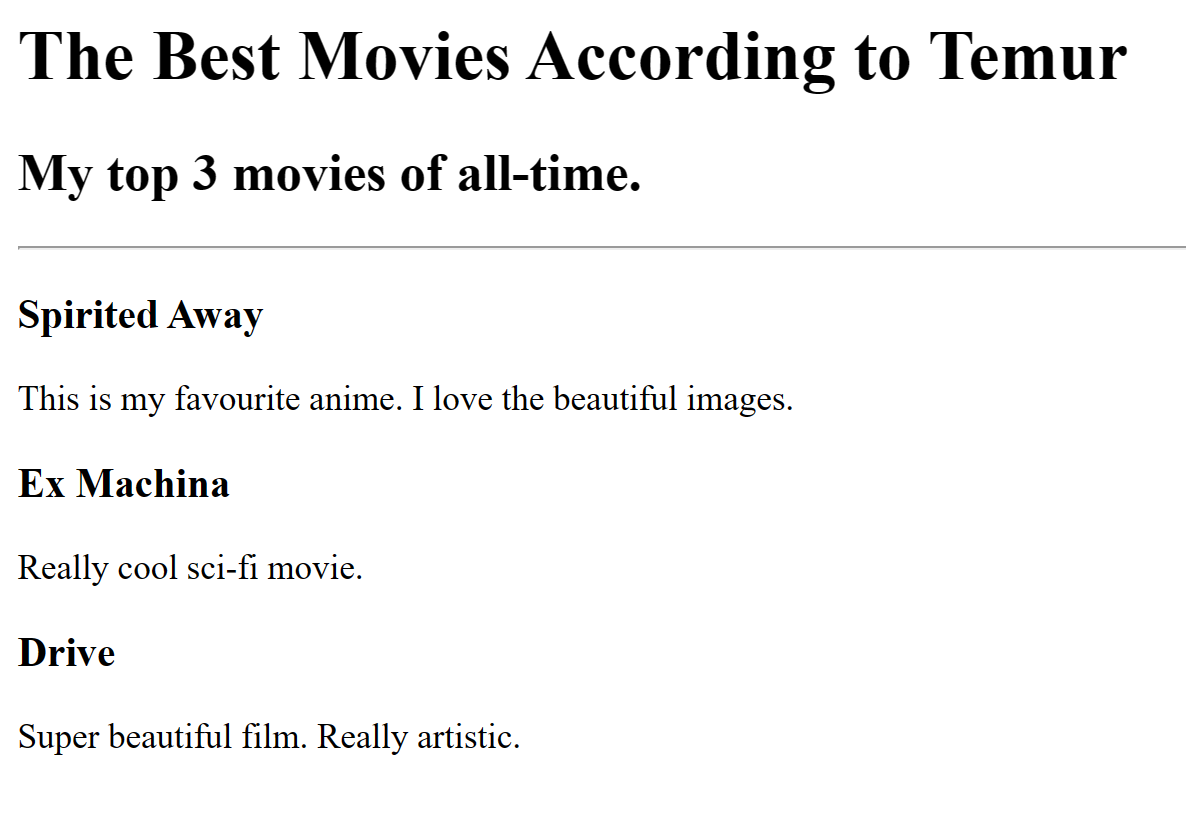 The Best Movies According to Temur
My top 3 movies of all-time.
Spirited Away
This is my favourite anime. I love the beautiful images.
Ex Machina
Really cool sci-fi movie.
Drive
Super beautiful film. Really artistic.